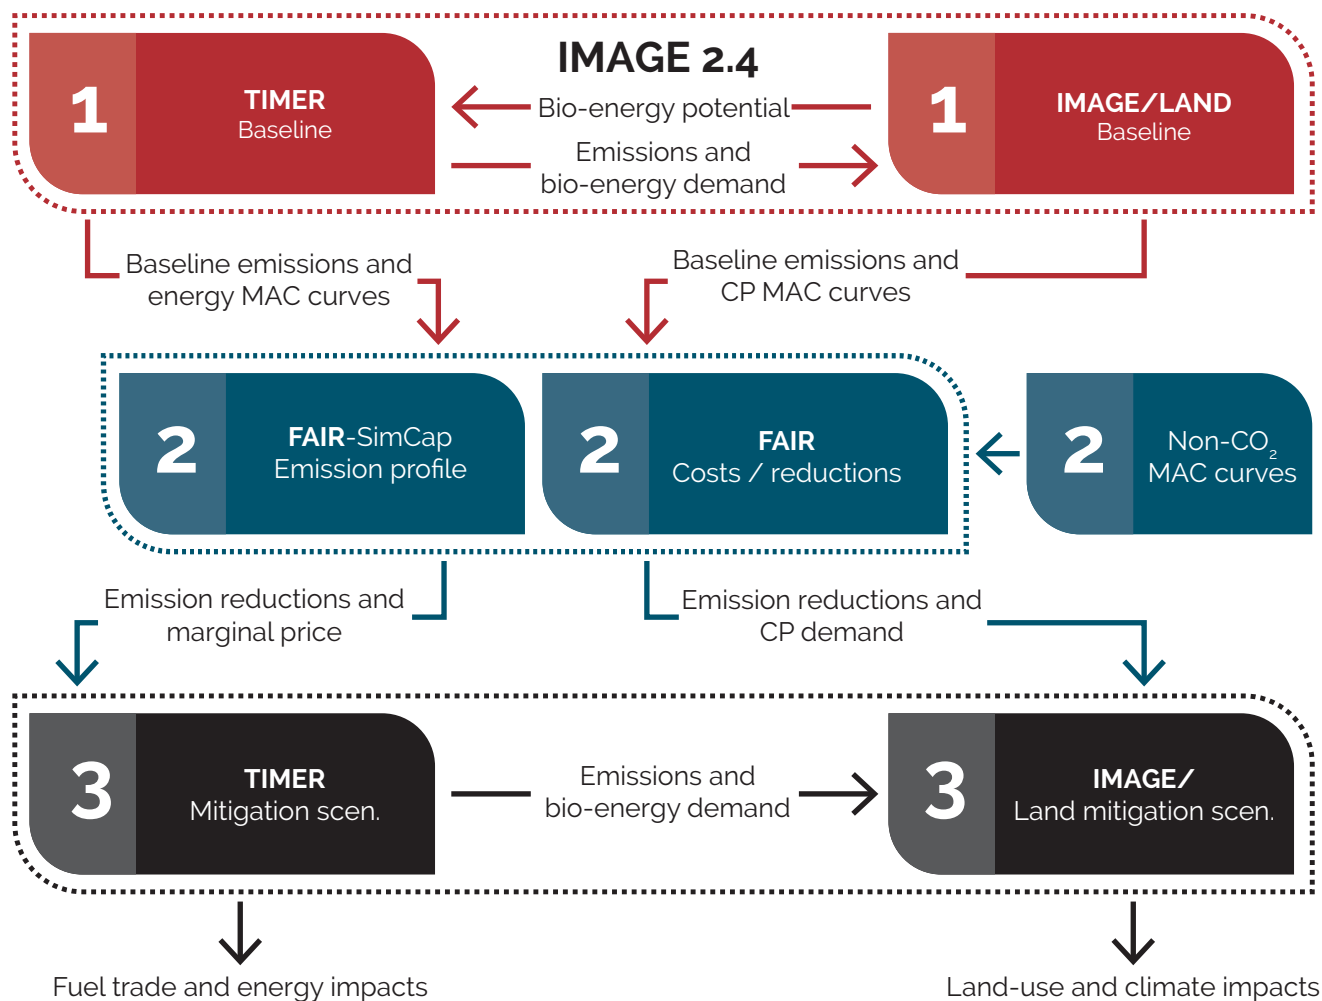 IMAGE 2.4
1
TIMER
Baseline
Bio-energy potential
Emissions and
bio-energy demand
1
IMAGE/LAND
Baseline
Baseline emissions and
energy MAC curves
Baseline emissions and
CP MAC curves
2
FAIR-SimCap
Emission profile
2
FAIR
Costs / reductions
2
Non-CO₂
MAC curves
Emission reductions and
marginal price
Emission reductions and
CP demand
3
TIMER
Mitigation scen.
Emissions and
bio-energy demand
3
IMAGE/
Land mitigation scen.
Fuel trade and energy impacts
Land-use and climate impacts